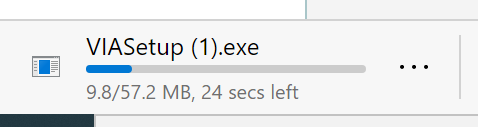 VIASetup (1).exe
9.8/57.2 MB, 24 secs left